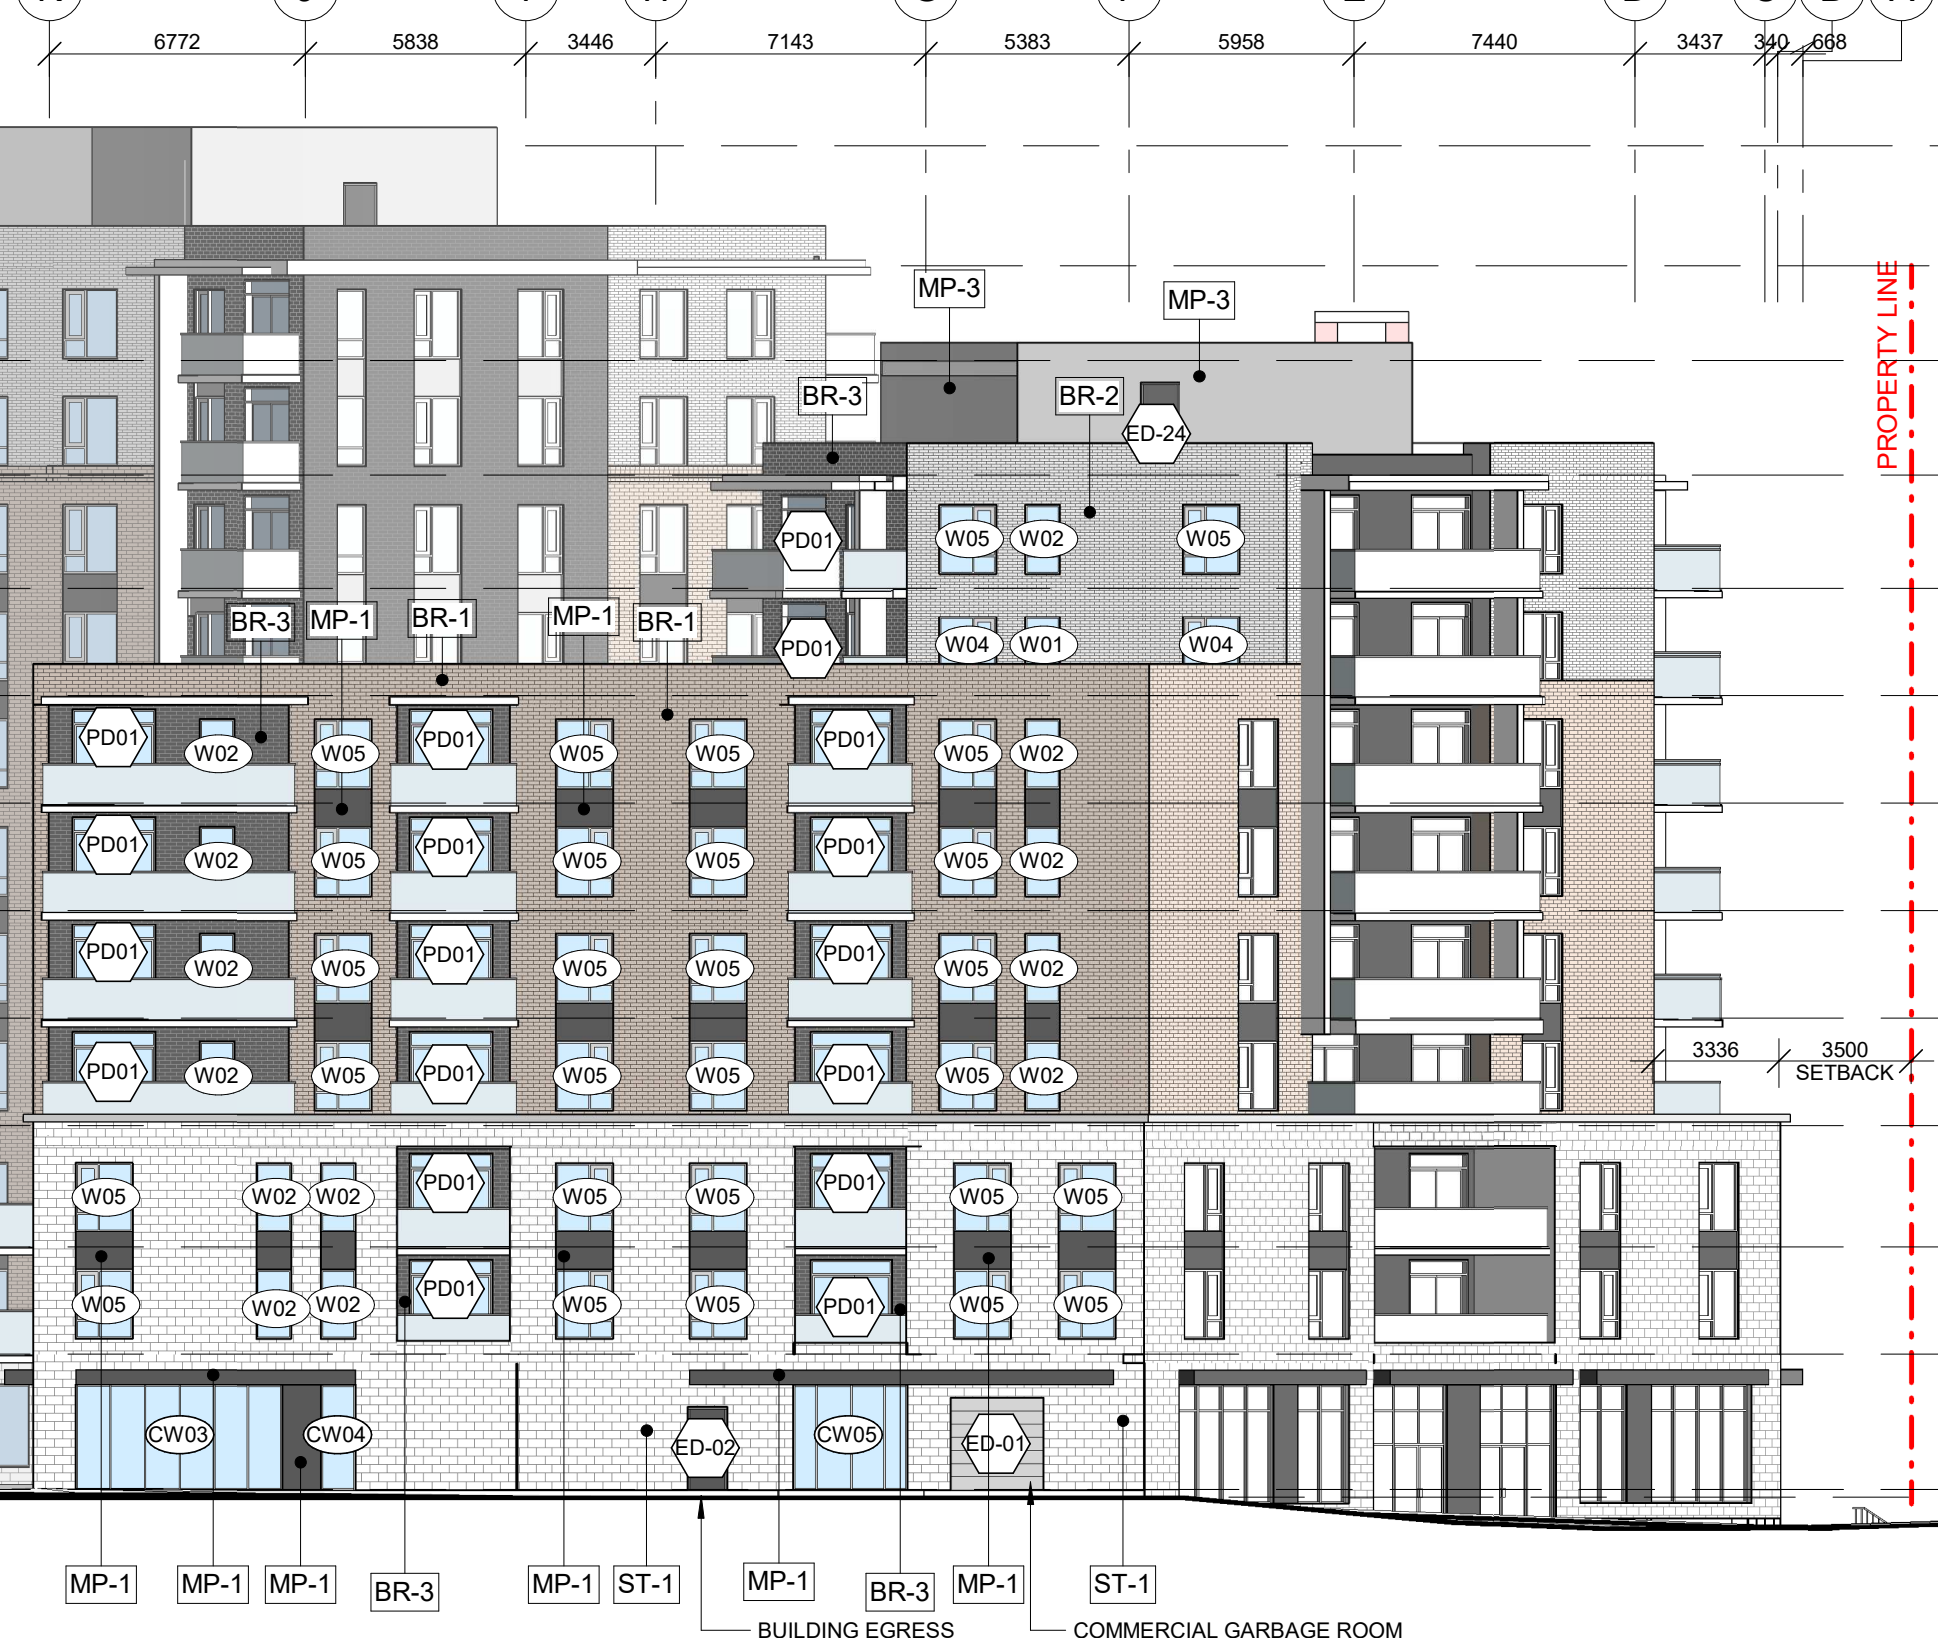 6772 5838 3446 7143 5383 5958 7440 3437 340 668
PROPERTY LINE
MP-3 MP-3
BR-3 BR-2
ED-24
PD01 W05 W02 W05
BR-3 MP-1 BR-1 MP-1 BR-1
PD01 W04 W01 W04
PD01 W02 W05 PD01 W05 W05 PD01 W05 W02
PD01 W02 W05 PD01 W05 W05 PD01 W05 W02
PD01 W02 W05 PD01 W05 W05 PD01 W05 W02
3336 3500
SETBACK
PD01 W02 W05 PD01 W05 W05 PD01 W05 W02
W05 W02 W02 PD01 W05 W05 PD01 W05 W05
W05 W02 W02 PD01 W05 W05 PD01 W05 W05
CW03 CW04 ED-02 CW05 ED-01
MP-1 MP-1 MP-1 BR-3 MP-1 ST-1 MP-1 BR-3 MP-1 ST-1
BUILDING EGRESS COMMERCIAL GARBAGE ROOM